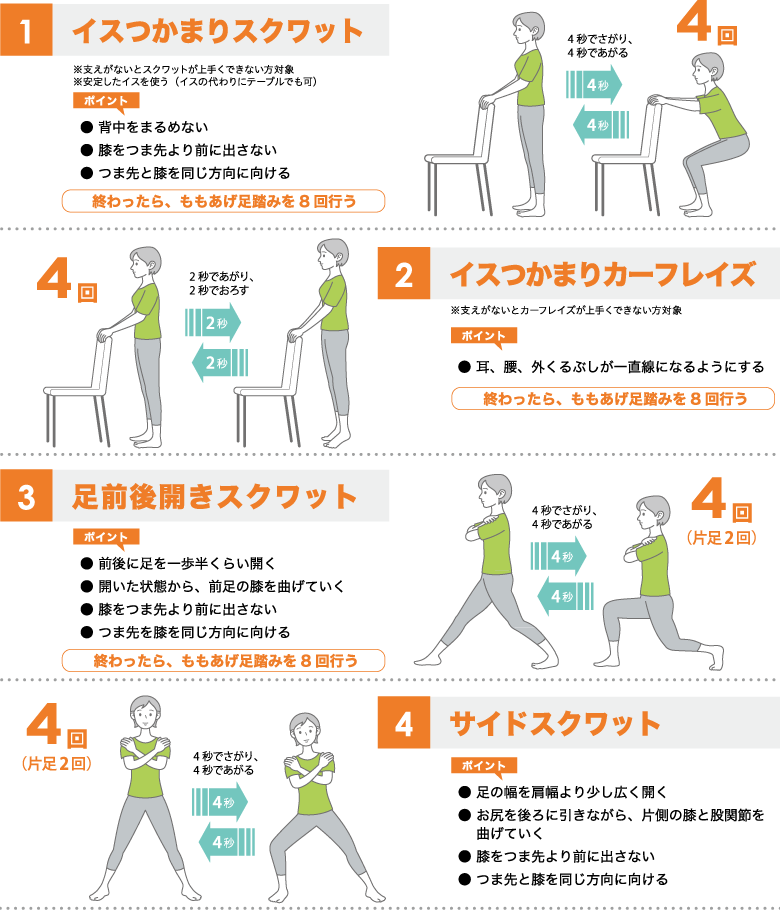 1 イスつかまりスクワット
※支えがないとスクワットが上手くできない方対象
※安定したイスを使う（イスの代わりにテーブルでも可）
ポイント
● 背中をまるめない
● 膝をつま先より前に出さない
● つま先と膝を同じ方向に向ける
終わったら、ももあげ足踏みを8回行う
4秒でさがり、
4秒であがる
4秒
4秒
4回
4回
2秒であがり、
2秒でおろす
2秒
2秒
2 イスつかまりカーフレイズ
※支えがないとカーフレイズが上手くできない方対象
ポイント
● 耳、腰、外くるぶしが一直線になるようにする
終わったら、ももあげ足踏みを8回行う
3 足前後開きスクワット
ポイント
● 前後に足を一歩半くらい開く
● 開いた状態から、前足の膝を曲げていく
● 膝をつま先より前に出さない
● つま先を膝を同じ方向に向ける
終わったら、ももあげ足踏みを8回行う
4秒でさがり、
4秒であがる
4秒
4秒
4回
（片足2回）
4回
（片足2回）
4秒でさがり、
4秒であがる
4秒
4秒
4 サイドスクワット
ポイント
● 足の幅を肩幅より少し広く開く
● お尻を後ろに引きながら、片側の膝と股関節を
曲げていく
● 膝をつま先より前に出さない
● つま先と膝を同じ方向に向ける